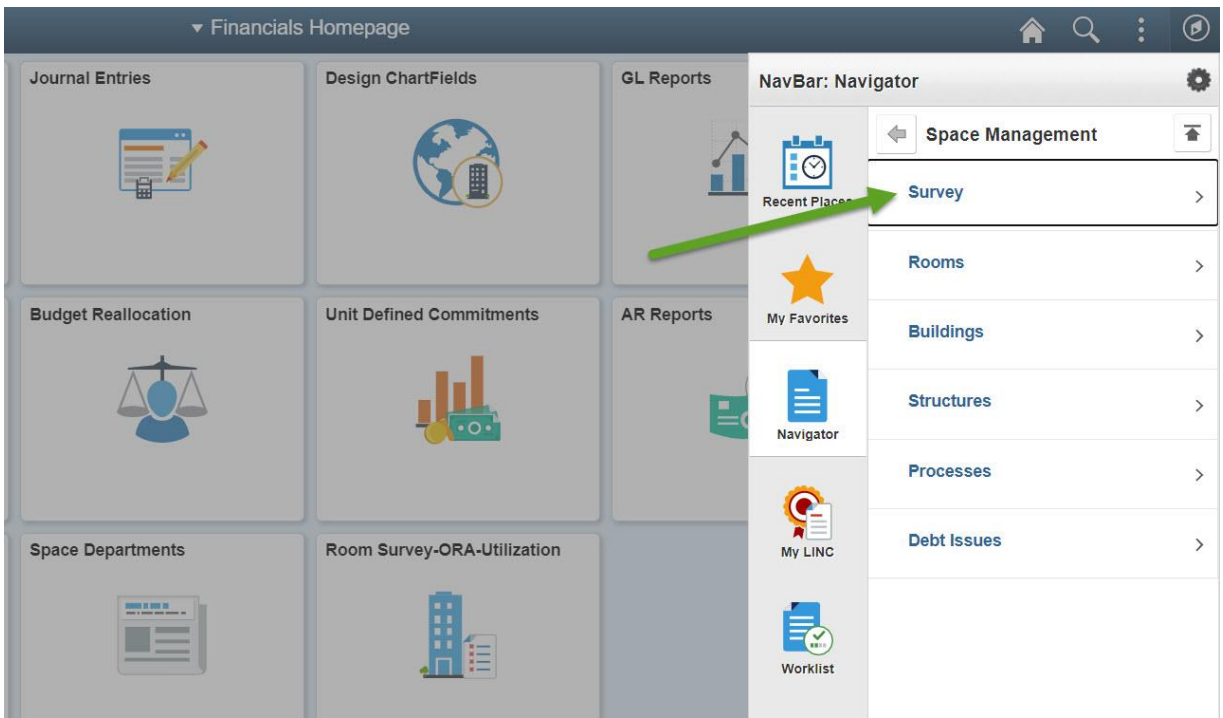 Financials Homepage
Journal Entries
Design ChartFields
GL Reports
Budget Reallocation
Unit Defined Commitments
AR Reports
Space Departments
Room Survey-ORA-Utilization
NavBar: Navigator
Recent Places
My Favorites
Navigator
My LINC
Worklist
Space Management
Survey
Rooms
Buildings
Structures
Processes
Debt Issues